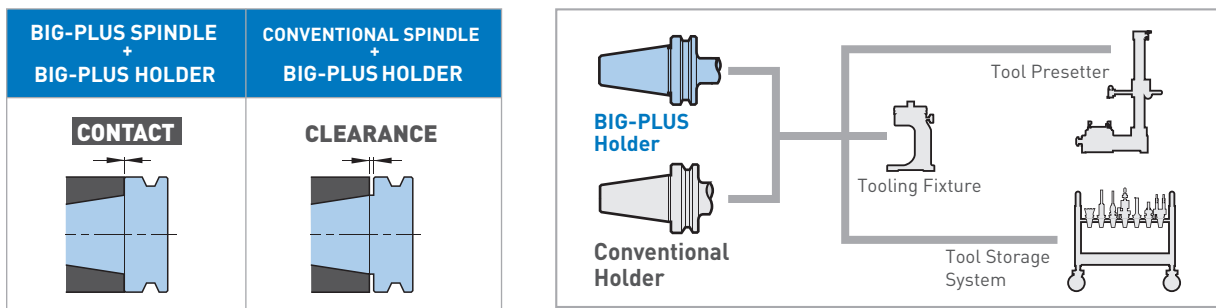 BIG-PLUS SPINDLE
+
BIG-PLUS HOLDER
CONVENTIONAL SPINDLE
+
BIG-PLUS HOLDER
CONTACT
CLEARANCE
BIG-PLUS
Holder
Conventional
Holder
Tooling Fixture
Tool Presetter
Tool Storage
System